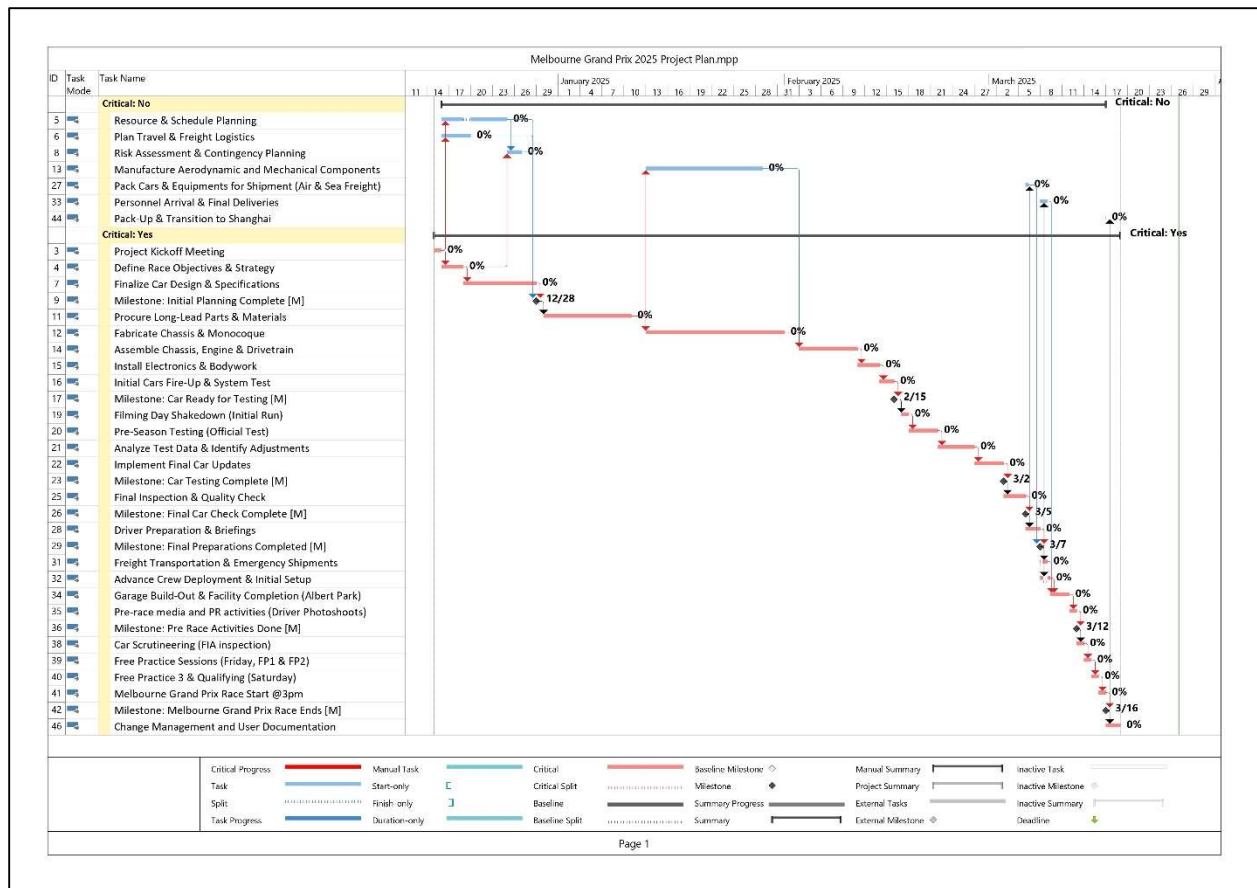 Melbourne Grand Prix 2025 Project Plan.mpp
ID Task Mode Task Name January 2025 February 2025 March 2025 A
11 14 17 20 23 26 29 1 4 7 10 13 16 19 22 25 28 31 3 6 9 12 15 18 21 24 27 2 5 8 11 14 17 20 23 26 29
Critical: No Critical: No
5 Resource & Schedule Planning 0%
6 Plan Travel & Freight Logistics 0%
8 Risk Assessment & Contingency Planning 0%
13 Manufacture Aerodynamic and Mechanical Components 0%
27 Pack Cars & Equipments for Shipment (Air & Sea Freight) 0%
33 Personnel Arrival & Final Deliveries 0%
44 Pack-Up & Transition to Shanghai 0%
Critical: Yes Critical: Yes
3 Project Kickoff Meeting 0%
4 Define Race Objectives & Strategy 0%
7 Finalize Car Design & Specifications 0%
9 Milestone: Initial Planning Complete [M] 12/28
11 Procure Long-Lead Parts & Materials 0%
12 Fabricate Chassis & Monocoque 0%
14 Assemble Chassis, Engine & Drivetrain 0%
15 Install Electronics & Bodywork 0%
16 Initial Cars Fire-Up & System Test 0%
17 Milestone: Car Ready for Testing [M] 2/15
19 Filming Day Shakedown (Initial Run) 0%
20 Pre-Season Testing (Official Test) 0%
21 Analyze Test Data & Identify Adjustments 0%
22 Implement Final Car Updates 0%
23 Milestone: Car Testing Complete [M] 3/2
25 Final Inspection & Quality Check 0%
26 Milestone: Final Car Check Complete [M] 3/5
28 Driver Preparation & Briefings 0%
29 Milestone: Final Preparations Completed [M] 3/7
31 Freight Transportation & Emergency Shipments 0%
32 Advance Crew Deployment & Initial Setup 0%
34 Garage Build-Out & Facility Completion (Albert Park) 0%
35 Pre-race media and PR activities (Driver Photoshoots) 0%
36 Milestone: Pre Race Activities Done [M] 3/12
38 Car Scrutineering (FIA inspection) 0%
39 Free Practice Sessions (Friday, FP1 & FP2) 0%
40 Free Practice 3 & Qualifying (Saturday) 0%
41 Melbourne Grand Prix Race Start @3pm 0%
42 Milestone: Melbourne Grand Prix Race Ends [M] 3/16
46 Change Management and User Documentation 0%
Critical Progress Manual Task Critical Baseline Milestone Manual Summary Inactive Task
Task Start-only Critical Split Milestone Project Summary Inactive Milestone
Split Finish-only Baseline Summary Progress External Tasks Inactive Summary
Task Progress Duration-only Baseline Split Summary External Milestone Deadline
Page 1